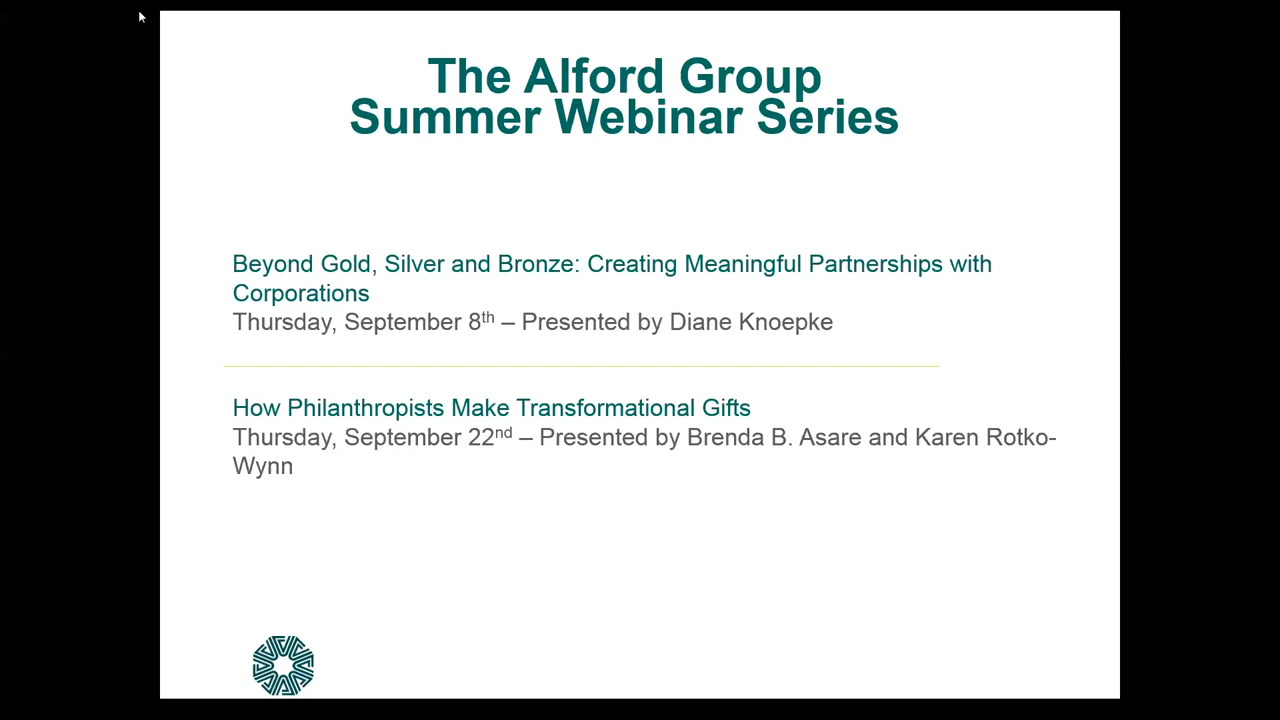 The Alford Group
Summer Webinar Series
Beyond Gold, Silver and Bronze: Creating Meaningful Partnerships with
Corporations
Thursday, September 8th – Presented by Diane Knoepke
How Philanthropists Make Transformational Gifts
Thursday, September 22nd – Presented by Brenda B. Asare and Karen Rotko-
Wynn